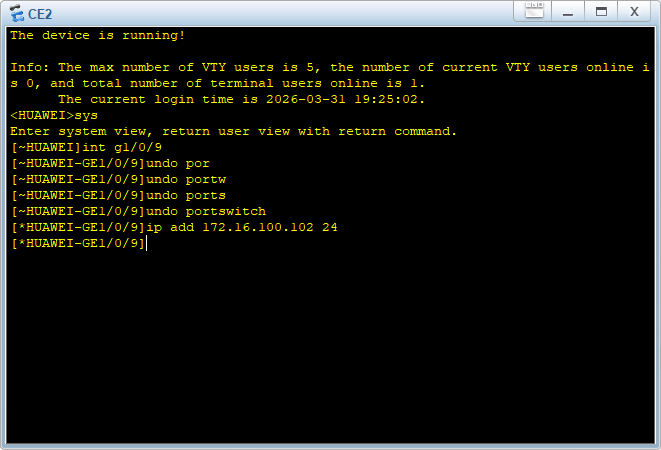 CE2
The device is running!
Info: The max number of VTY users is 5, the number of current VTY users online i
s 0, and total number of terminal users online is 1.
The current login time is 2026-03-31 19:25:02.
<HUAWEI>sys
Enter system view, return user view with return command.
[~HUAWEI]int g1/0/9
[~HUAWEI-GE1/0/9]undo por
[~HUAWEI-GE1/0/9]undo portw
[~HUAWEI-GE1/0/9]undo ports
[~HUAWEI-GE1/0/9]undo portswitch
[*HUAWEI-GE1/0/9]ip add 172.16.100.102 24
[*HUAWEI-GE1/0/9]